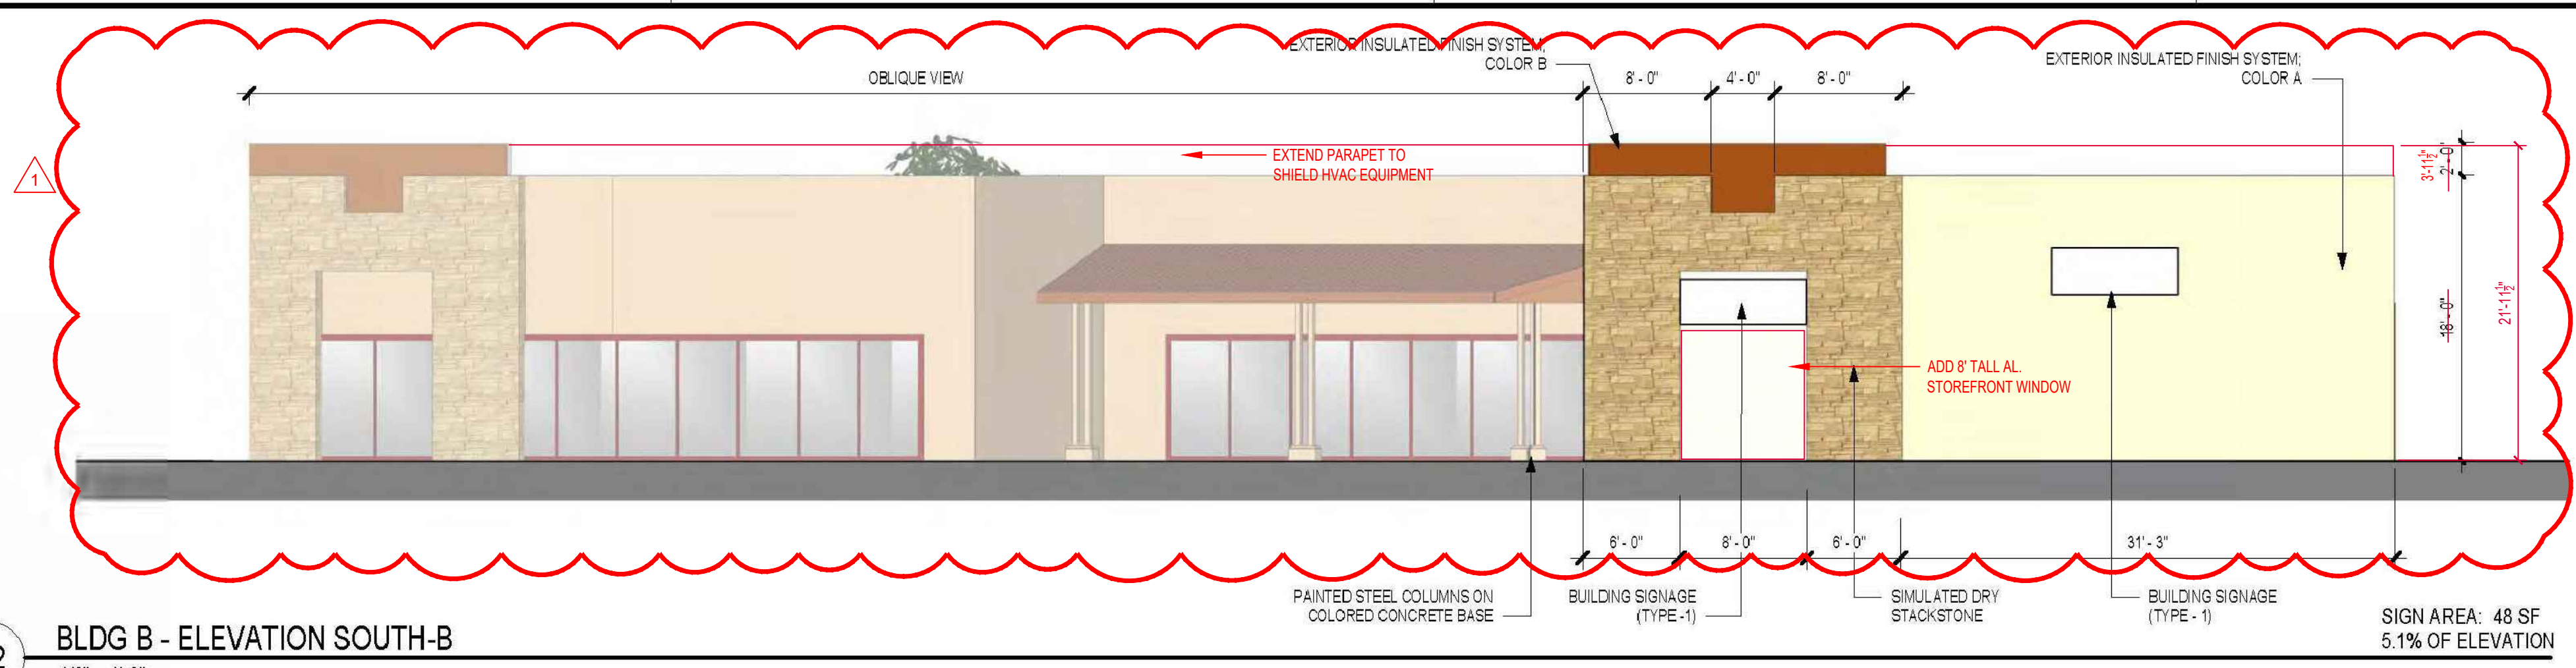 EXTERIOR INSULATED FINISH SYSTEM;
COLOR B
EXTERIOR INSULATED FINISH SYSTEM;
COLOR A
OBLIQUE VIEW
8' - 0"
4' - 0"
8' - 0"
1
EXTEND PARAPET TO
SHIELD HVAC EQUIPMENT
3'-11½"
2' - 0"
18' - 0"
21'-11½"
ADD 8' TALL AL.
STOREFRONT WINDOW
6' - 0"
8' - 0"
6' - 0"
31' - 3"
PAINTED STEEL COLUMNS ON
COLORED CONCRETE BASE
BUILDING SIGNAGE
(TYPE -1)
SIMULATED DRY
STACKSTONE
BUILDING SIGNAGE
(TYPE - 1)
SIGN AREA: 48 SF
5.1% OF ELEVATION
2
BLDG B - ELEVATION SOUTH-B